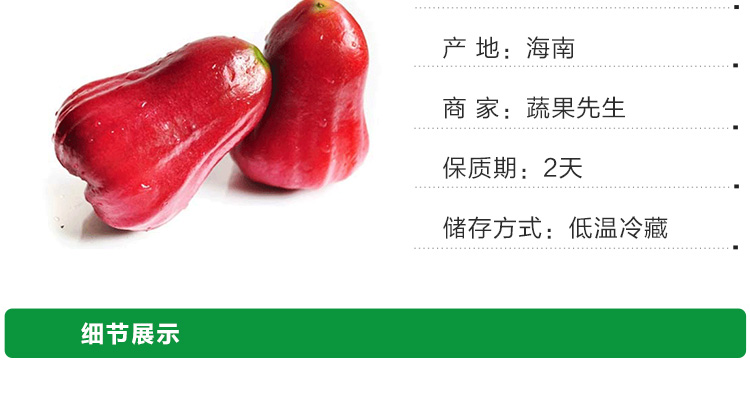 产 地：海南
商 家：蔬果先生
保质期：2天
储存方式：低温冷藏
细节展示